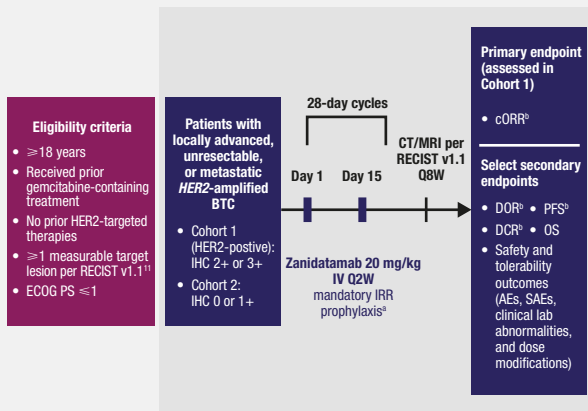 Eligibility criteria
• ≥18 years
• Received prior
gemcitabine-containing
treatment
• No prior HER2-targeted
therapies
• ≥1 measurable target
lesion per RECIST v1.1¹¹
• ECOG PS ≤1
Patients with
locally advanced,
unresectable,
or metastatic
HER2-amplified
BTC
• Cohort 1
(HER2-postive):
IHC 2+ or 3+
• Cohort 2:
IHC 0 or 1+
28-day cycles
Day 1 Day 15
CT/MRI per
RECIST v1.1
Q8W
Zanidatamab 20 mg/kg
IV Q2W
mandatory IRR
prophylaxisᵃ
Primary endpoint
(assessed in
Cohort 1)
• cORRᵇ
Select secondary
endpoints
• DORᵇ • PFSᵇ
• DCRᵇ • OS
• Safety and
tolerability
outcomes
(AEs, SAEs,
clinical lab
abnormalities,
and dose
modifications)